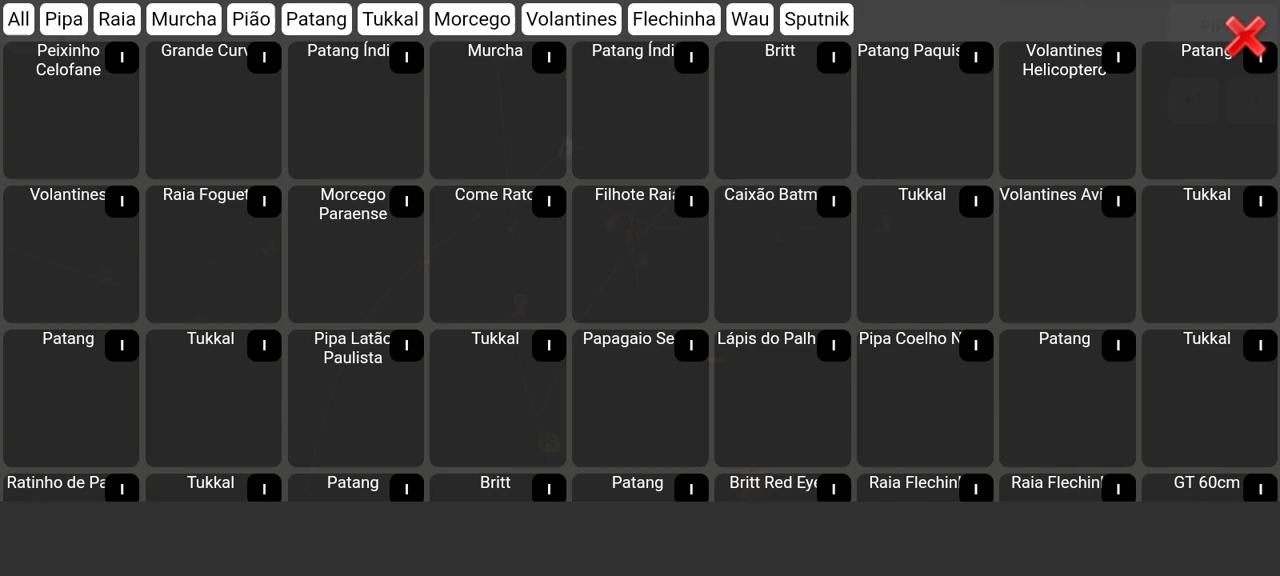 All Pipa Raia Murcha Pião Patang Tukkal Morcego Volantines Flechinha Wau Sputnik
Peixinho Celofane I
Grande Curv I
Patang Índi I
Murcha I
Patang Índi I
Britt I
Patang Paquis I
Volantines Helicoptero I
Patang I
Volantines I
Raia Foguet I
Morcego Paraense I
Come Rato I
Filhote Raia I
Caixão Batm I
Tukkal I
Volantines Avi I
Tukkal I
Patang I
Tukkal I
Pipa Latão Paulista I
Tukkal I
Papagaio Se I
Lápis do Palh I
Pipa Coelho N I
Patang I
Tukkal I
Ratinho de Pa I
Tukkal I
Patang I
Britt I
Patang I
Britt Red Eye I
Raia Flechinh I
Raia Flechinh I
GT 60cm I